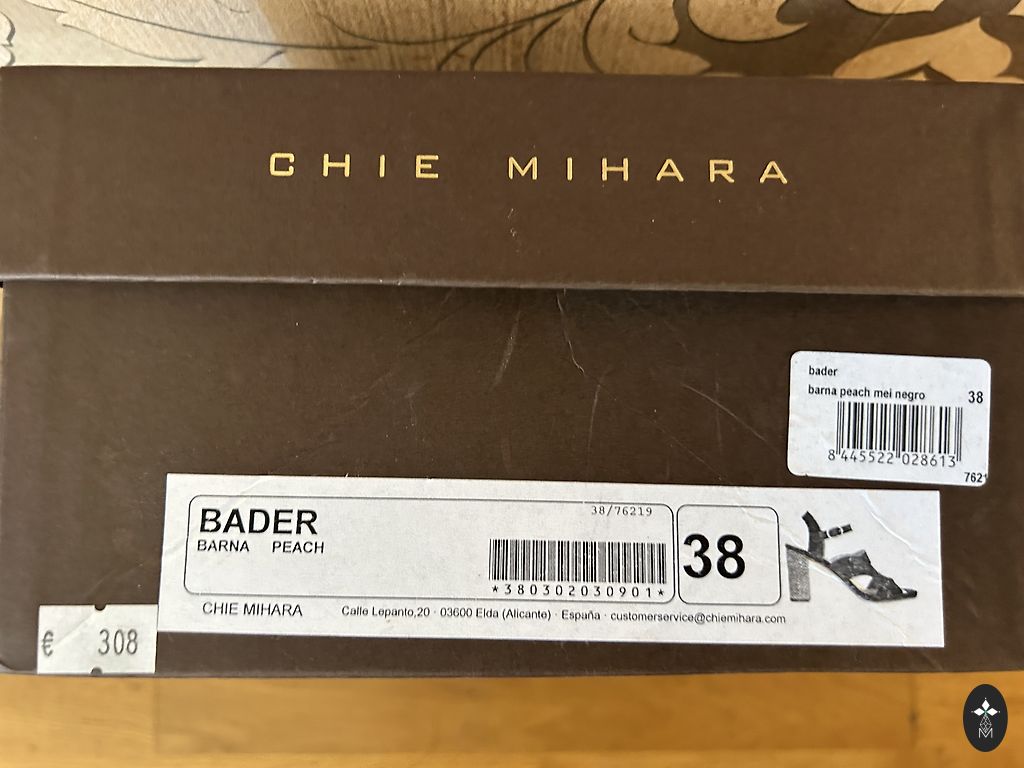 CHIE MIHARA
bader
barna peach mei negro 38
8 445522 028613
7621
BADER
38/76219
BARNA PEACH
*380302030901*
38
CHIE MIHARA Calle Lepanto,20 · 03600 Elda (Alicante) · España · customerservice@chiemihara.com
€ 308
M